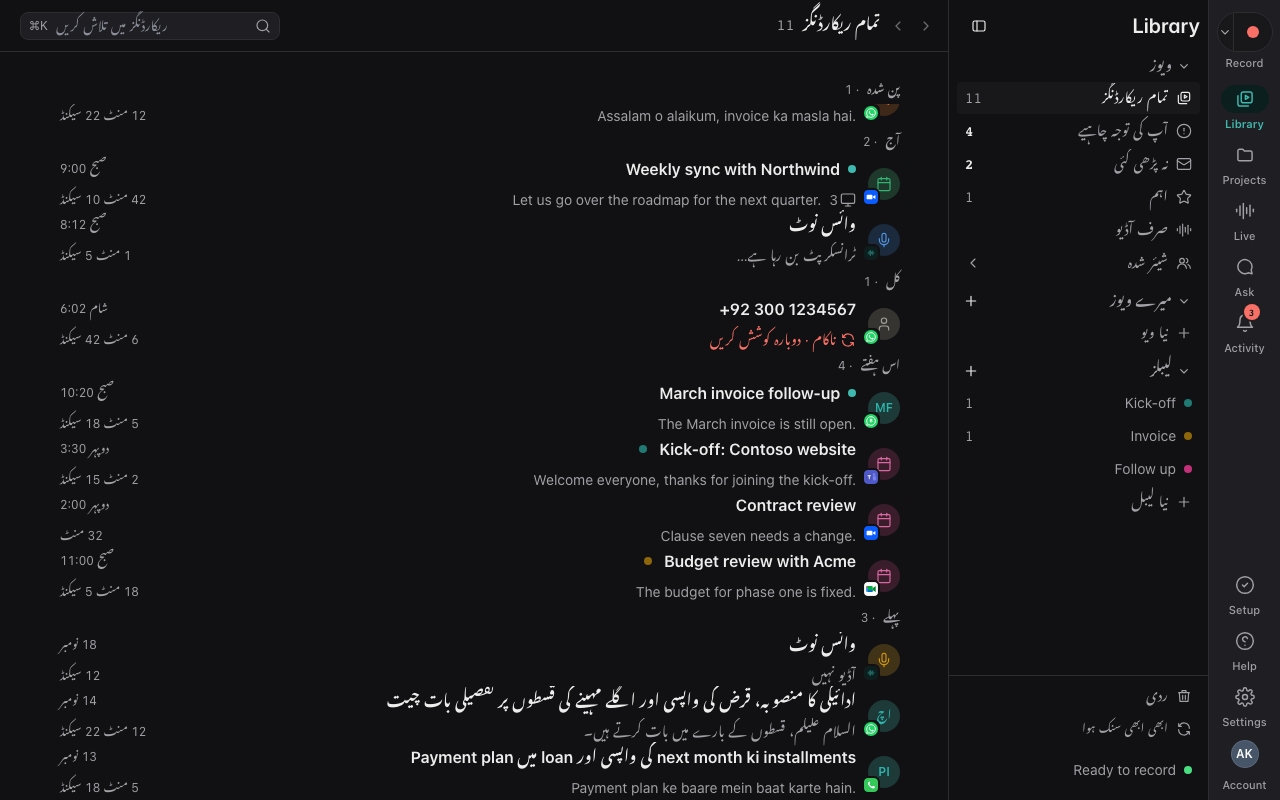 Record
Library
Projects
Live
Ask
3
Activity
Setup
Help
Settings
AK
Account
Library
ویوز
تمام ریکارڈنگز 11
آپ کی توجہ چاہیے 4
نہ پڑھی گئی 2
اہم 1
صرف آڈیو
شیئر شدہ
میرے ویوز
نیا ویو
لیبلز
Kick-off 1
Invoice 1
Follow up
نیا لیبل
ردی
ابھی ابھی سنک ہوا
Ready to record
تمام ریکارڈنگز 11
ریکارڈنگز میں تلاش کریں ⌘K
پن شدہ · 1
Assalam o alaikum, invoice ka masla hai.
12 منٹ 22 سیکنڈ
آج · 2
Weekly sync with Northwind
9:00 صبح
Let us go over the roadmap for the next quarter. 3
42 منٹ 10 سیکنڈ
وائس نوٹ
8:12 صبح
ٹرانسکرپٹ بن رہا ہے...
1 منٹ 5 سیکنڈ
کل · 1
+92 300 1234567
6:02 شام
ناکام · دوبارہ کوشش کریں
6 منٹ 42 سیکنڈ
اس ہفتے · 4
MF
March invoice follow-up
10:20 صبح
The March invoice is still open.
5 منٹ 18 سیکنڈ
Kick-off: Contoso website
3:30 دوپہر
Welcome everyone, thanks for joining the kick-off.
2 منٹ 15 سیکنڈ
Contract review
2:00 دوپہر
Clause seven needs a change.
32 منٹ
Budget review with Acme
11:00 صبح
The budget for phase one is fixed.
18 منٹ 5 سیکنڈ
پہلے · 3
وائس نوٹ
18 نومبر
آڈیو نہیں
12 سیکنڈ
اچ
ادائیگی کا منصوبہ، قرض کی واپسی اور اگلے مہینے کی قسطوں پر تفصیلی بات چیت
14 نومبر
السلام علیکم، قسطوں کے بارے میں بات کرتے ہیں۔
12 منٹ 22 سیکنڈ
PI
Payment plan میں loan کی واپسی اور next month ki installments
13 نومبر
Payment plan ke baare mein baat karte hain.
5 منٹ 18 سیکنڈ